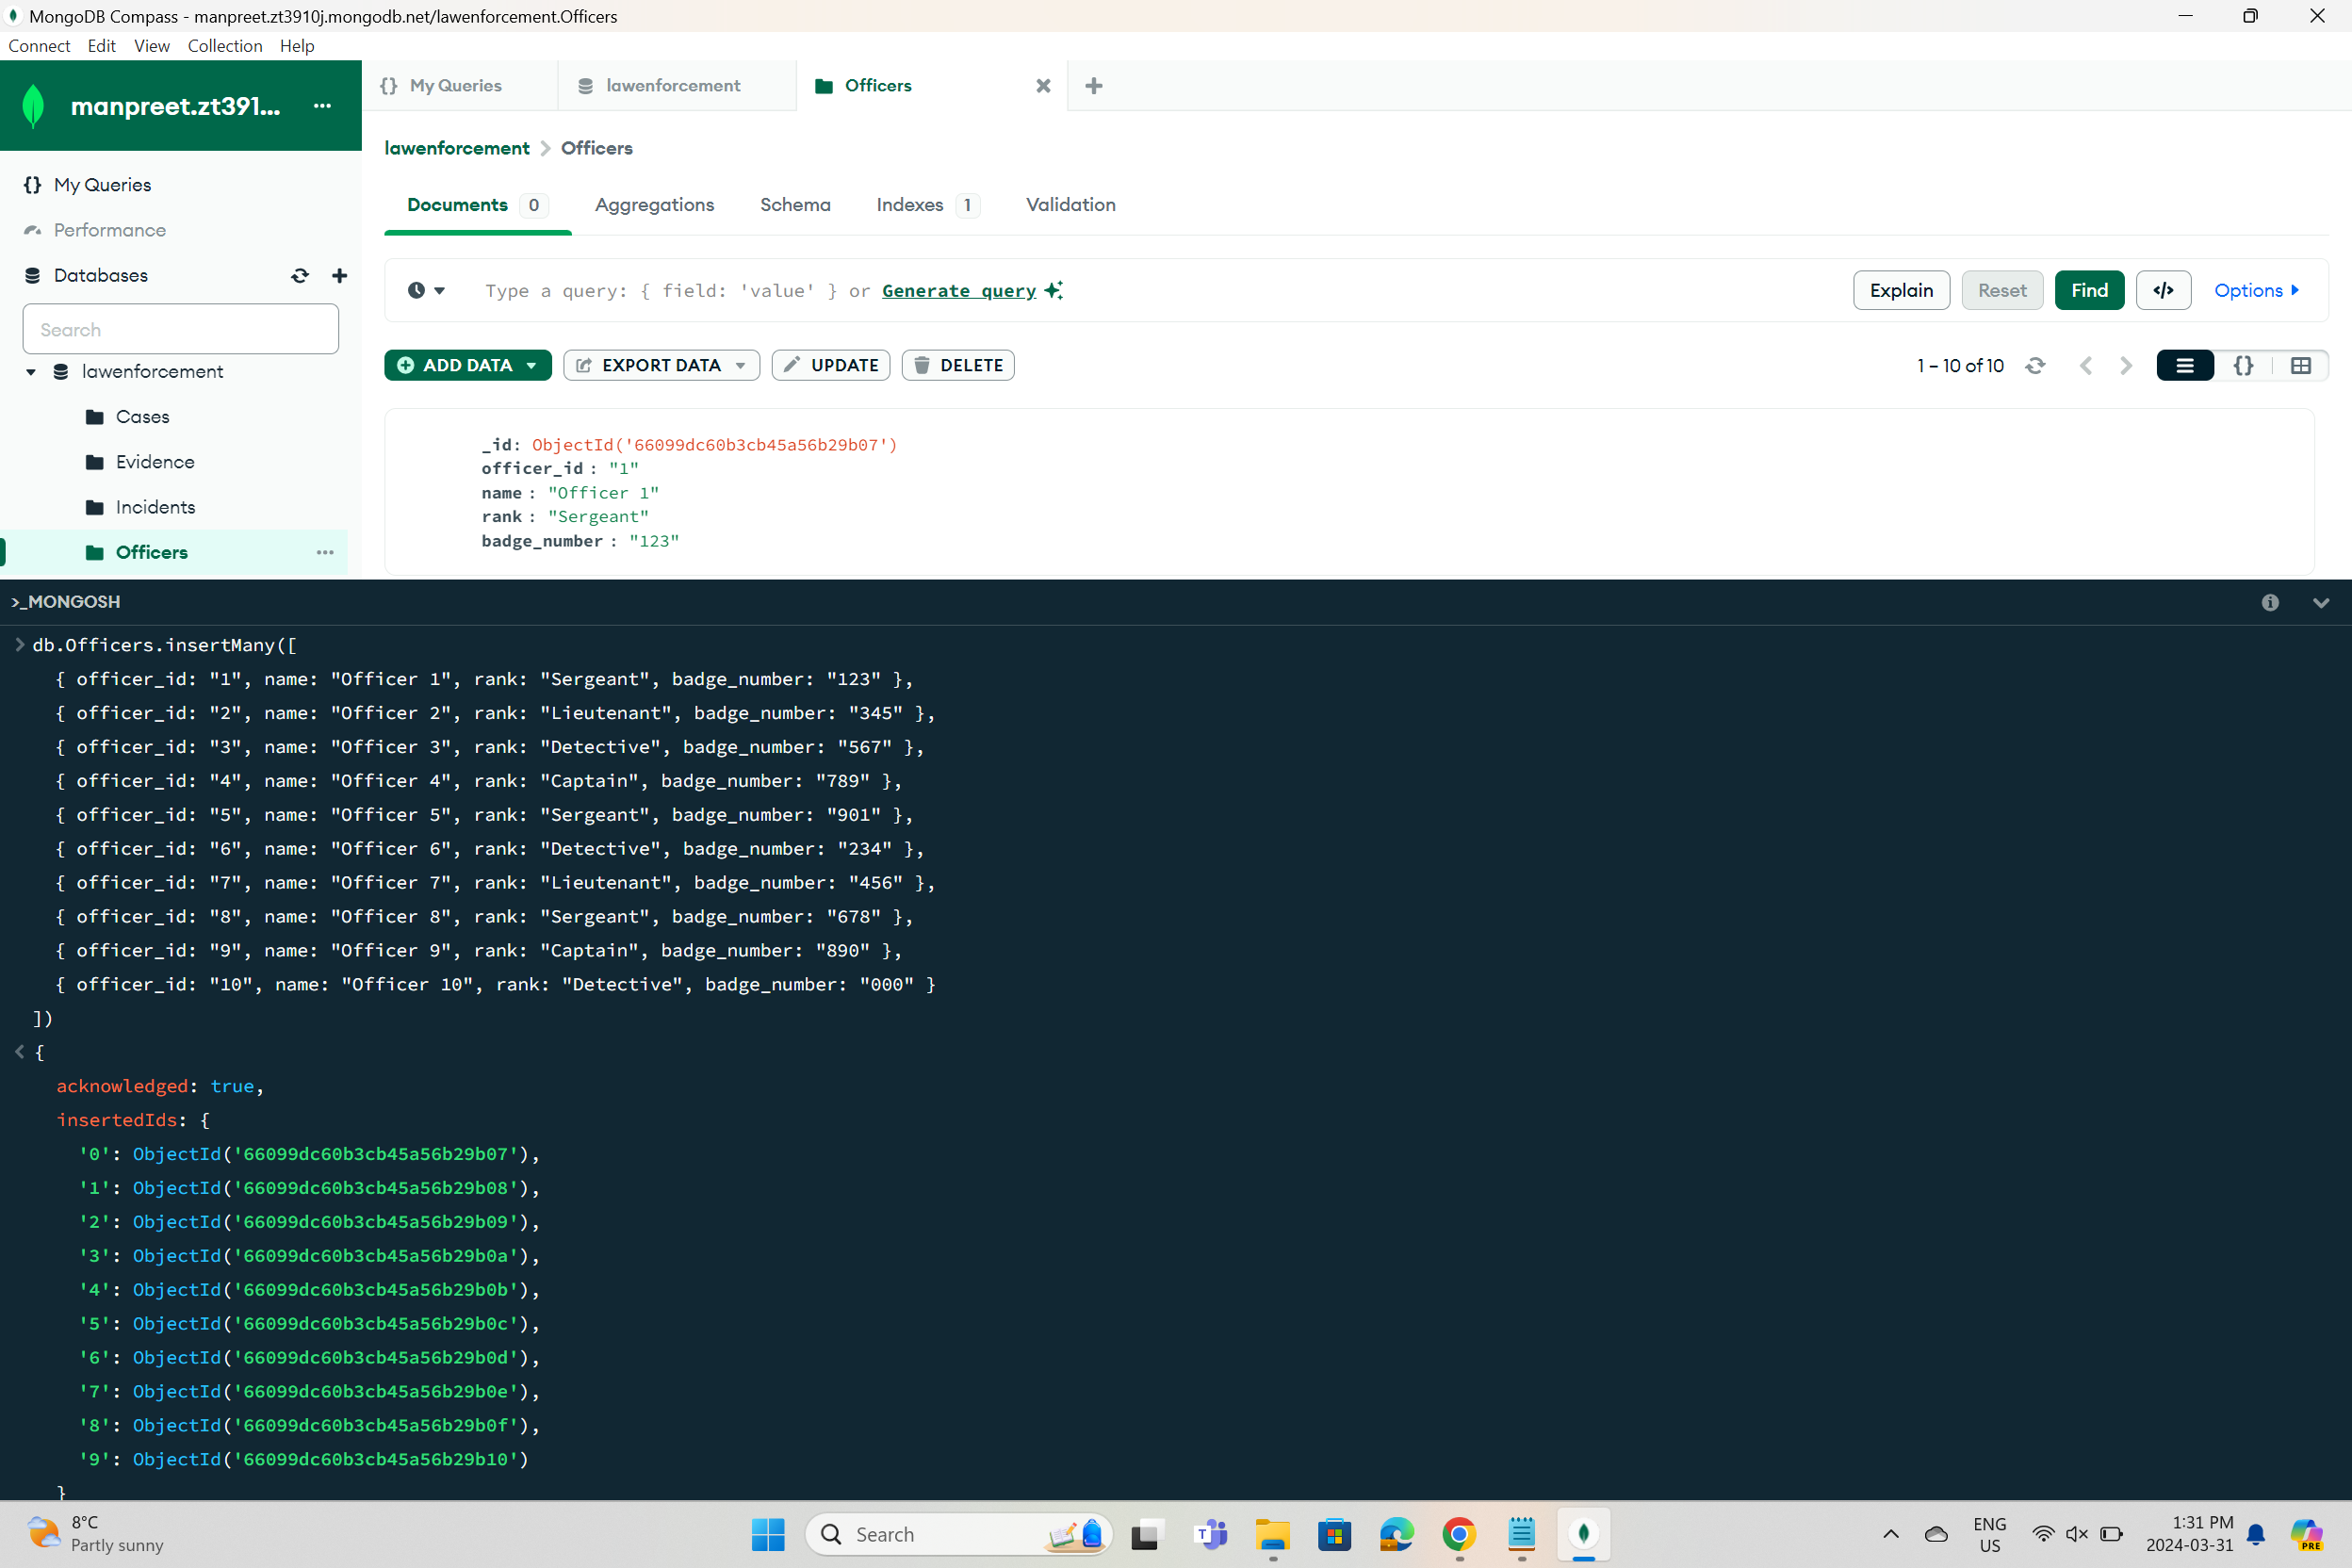 MongoDB Compass - manpreet.zt3910j.mongodb.net/lawenforcement.Officers
Connect Edit View Collection Help
manpreet.zt391... ...
{} My Queries
lawenforcement
Officers
lawenforcement > Officers
My Queries
Performance
Databases
Search
lawenforcement
Cases
Evidence
Incidents
Officers ...
Documents 0 Aggregations Schema Indexes 1 Validation
Type a query: { field: 'value' } or Generate query
Explain Reset Find </> Options
ADD DATA EXPORT DATA UPDATE DELETE
1 – 10 of 10
{}
_id: ObjectId('66099dc60b3cb45a56b29b07')
officer_id : "1"
name : "Officer 1"
rank : "Sergeant"
badge_number : "123"
>_MONGOSH
> db.Officers.insertMany([
{ officer_id: "1", name: "Officer 1", rank: "Sergeant", badge_number: "123" },
{ officer_id: "2", name: "Officer 2", rank: "Lieutenant", badge_number: "345" },
{ officer_id: "3", name: "Officer 3", rank: "Detective", badge_number: "567" },
{ officer_id: "4", name: "Officer 4", rank: "Captain", badge_number: "789" },
{ officer_id: "5", name: "Officer 5", rank: "Sergeant", badge_number: "901" },
{ officer_id: "6", name: "Officer 6", rank: "Detective", badge_number: "234" },
{ officer_id: "7", name: "Officer 7", rank: "Lieutenant", badge_number: "456" },
{ officer_id: "8", name: "Officer 8", rank: "Sergeant", badge_number: "678" },
{ officer_id: "9", name: "Officer 9", rank: "Captain", badge_number: "890" },
{ officer_id: "10", name: "Officer 10", rank: "Detective", badge_number: "000" }
])
< {
acknowledged: true,
insertedIds: {
'0': ObjectId('66099dc60b3cb45a56b29b07'),
'1': ObjectId('66099dc60b3cb45a56b29b08'),
'2': ObjectId('66099dc60b3cb45a56b29b09'),
'3': ObjectId('66099dc60b3cb45a56b29b0a'),
'4': ObjectId('66099dc60b3cb45a56b29b0b'),
'5': ObjectId('66099dc60b3cb45a56b29b0c'),
'6': ObjectId('66099dc60b3cb45a56b29b0d'),
'7': ObjectId('66099dc60b3cb45a56b29b0e'),
'8': ObjectId('66099dc60b3cb45a56b29b0f'),
'9': ObjectId('66099dc60b3cb45a56b29b10')
}
8°C
Partly sunny
Search
ENG
US
1:31 PM
2024-03-31
PRE